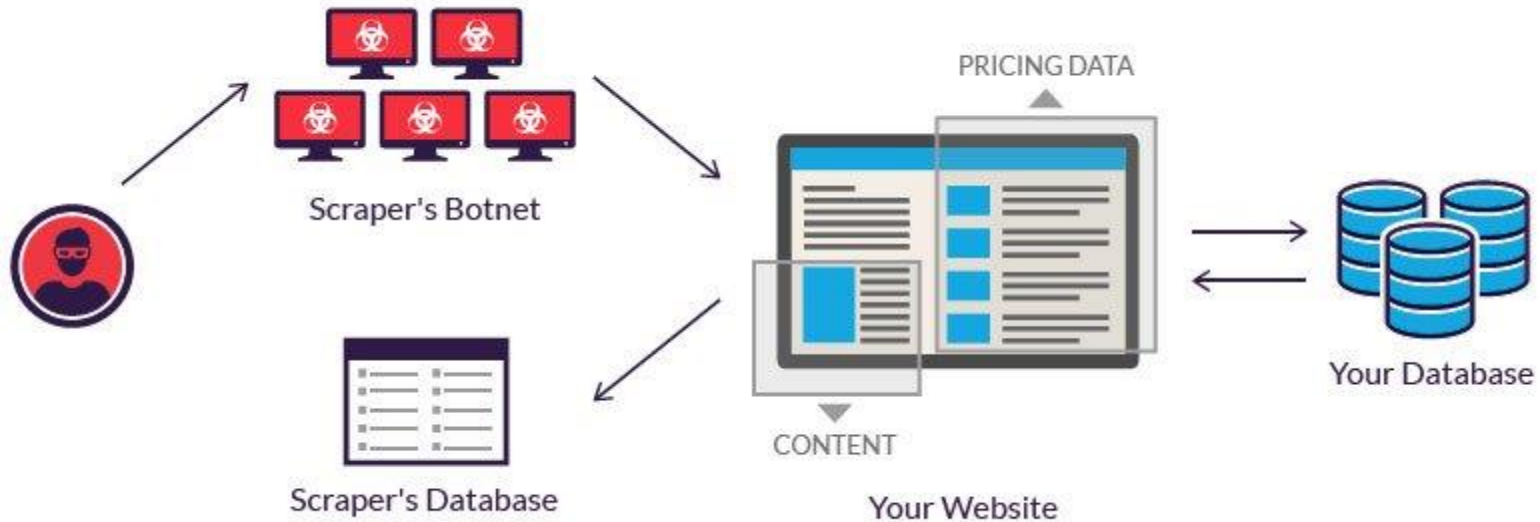 PRICING DATA
Scraper's Botnet
Your Database
CONTENT
Scraper's Database
Your Website